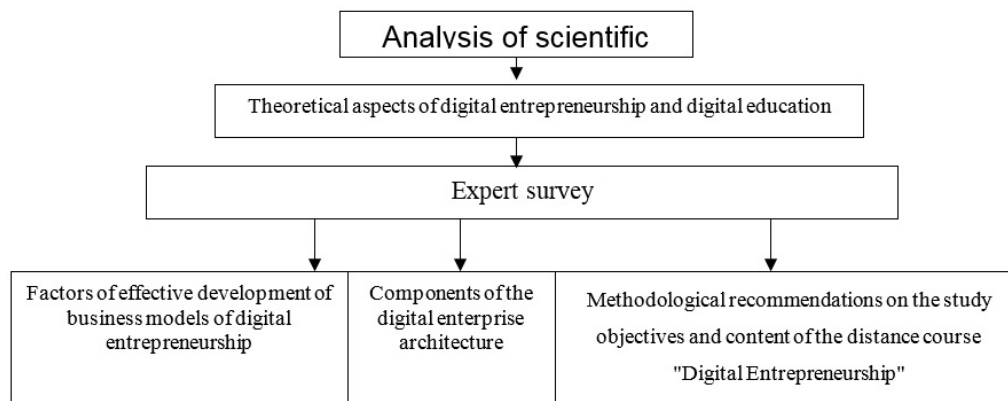 Analysis of scientific
Theoretical aspects of digital entrepreneurship and digital education
Expert survey
Factors of effective development of
business models of digital
entrepreneurship
Components of the
digital enterprise
architecture
Methodological recommendations on the study
objectives and content of the distance course
"Digital Entrepreneurship"